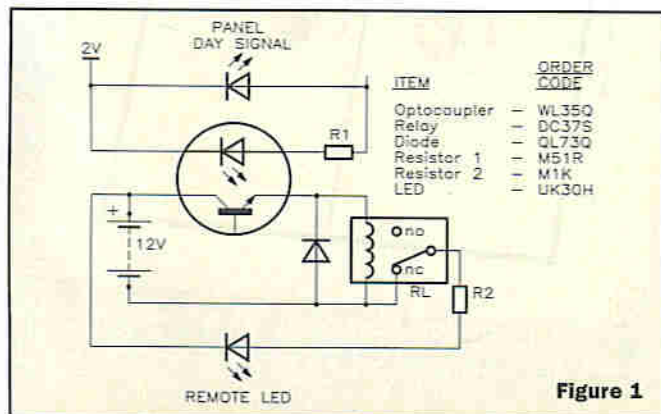 PANEL
DAY SIGNAL
2V
R1
+
12V
no
nc
RL
R2
REMOTE LED
ITEM
ORDER
CODE
Optocoupler – WL35Q
Relay – DC37S
Diode – QL73Q
Resistor 1 – M51R
Resistor 2 – M1K
LED – UK30H
Figure 1